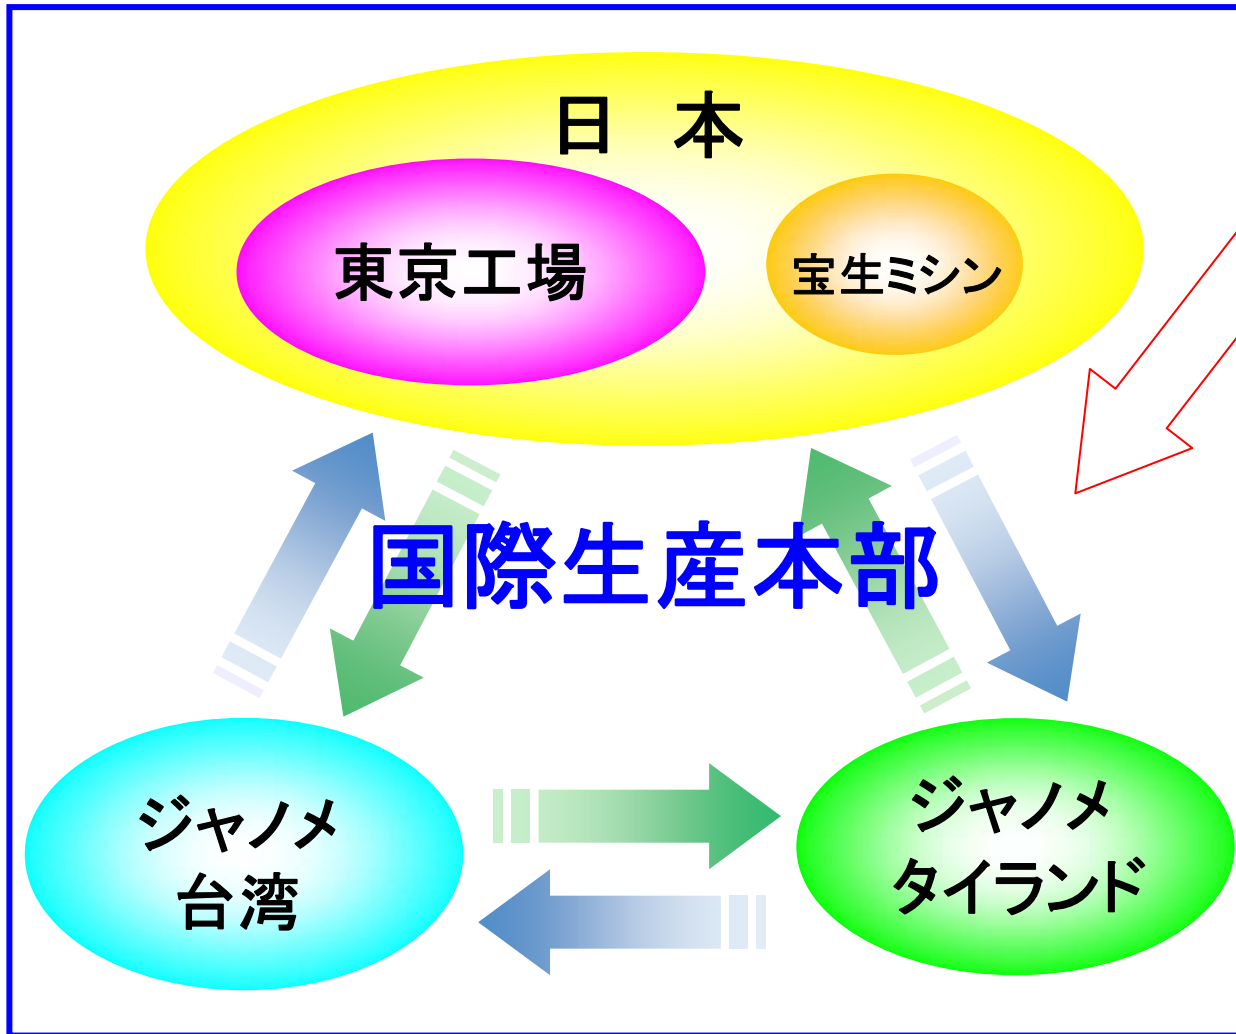 日　本
東京工場
宝生ミシン
国際生産本部
ジャノメ
台湾
ジャノメ
タイランド